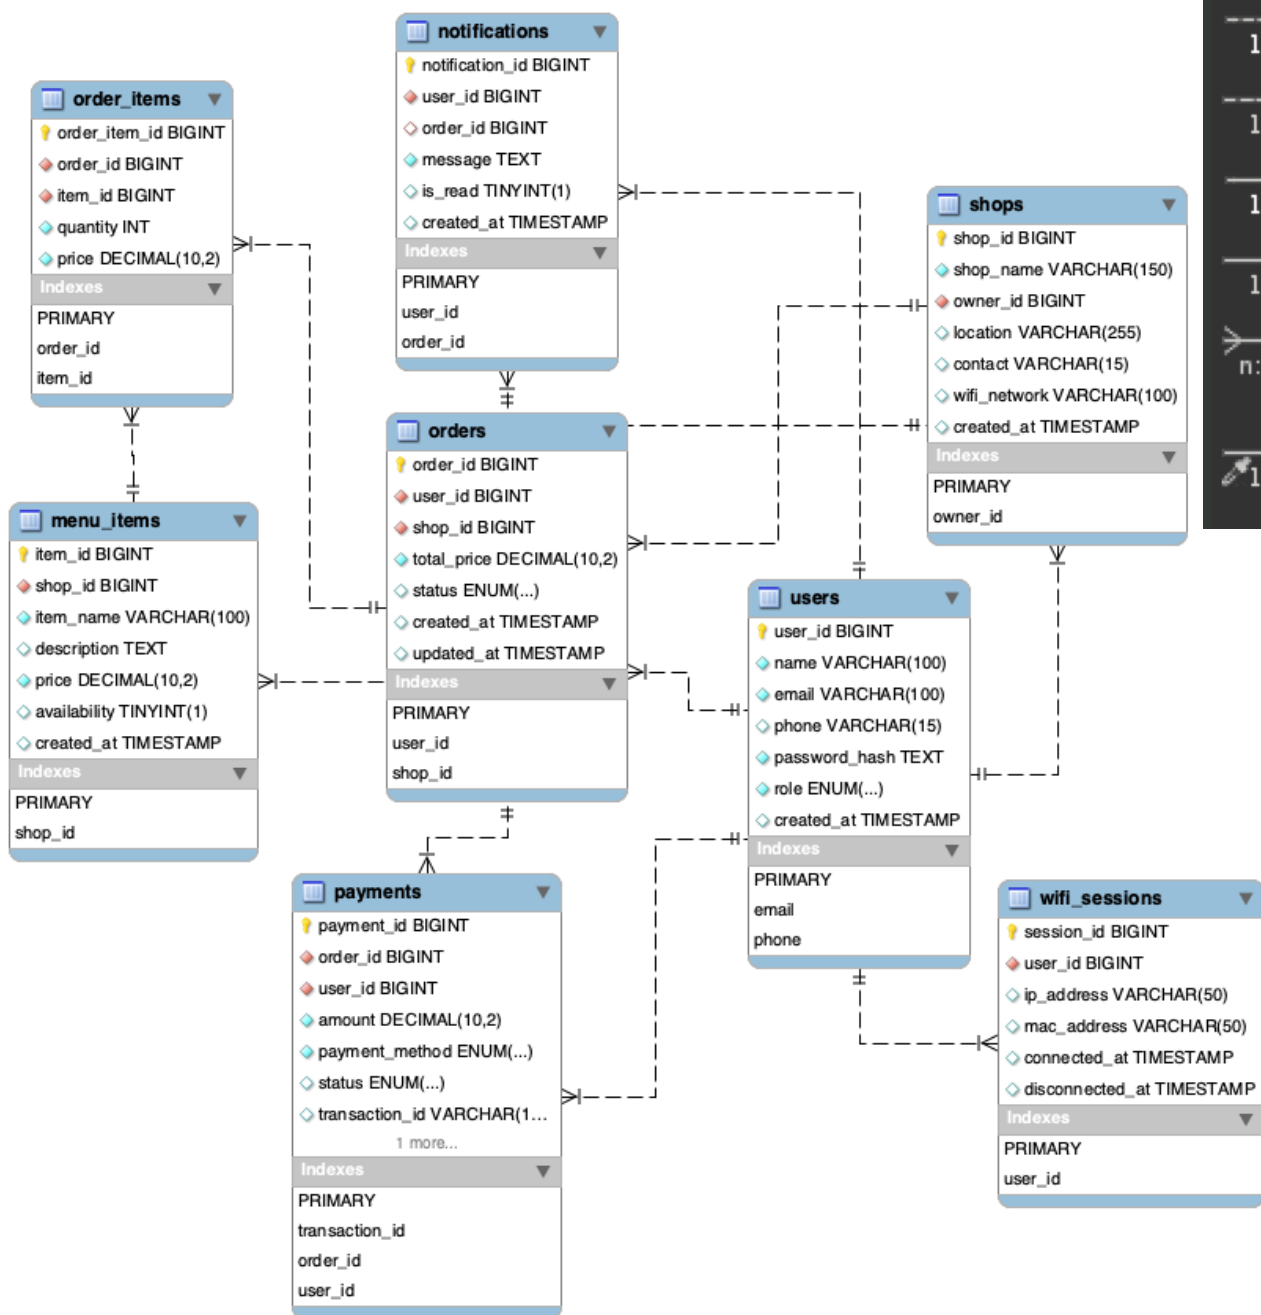 notifications
notification_id BIGINT
user_id BIGINT
order_id BIGINT
message TEXT
is_read TINYINT(1)
created_at TIMESTAMP
Indexes
PRIMARY
user_id
order_id
order_items
order_item_id BIGINT
order_id BIGINT
item_id BIGINT
quantity INT
price DECIMAL(10,2)
Indexes
PRIMARY
order_id
item_id
shops
shop_id BIGINT
shop_name VARCHAR(150)
owner_id BIGINT
location VARCHAR(255)
contact VARCHAR(15)
wifi_network VARCHAR(100)
created_at TIMESTAMP
Indexes
PRIMARY
owner_id
1
1
1
1
n:
1
orders
order_id BIGINT
user_id BIGINT
shop_id BIGINT
total_price DECIMAL(10,2)
status ENUM(...)
created_at TIMESTAMP
updated_at TIMESTAMP
Indexes
PRIMARY
user_id
shop_id
menu_items
item_id BIGINT
shop_id BIGINT
item_name VARCHAR(100)
description TEXT
price DECIMAL(10,2)
availability TINYINT(1)
created_at TIMESTAMP
Indexes
PRIMARY
shop_id
users
user_id BIGINT
name VARCHAR(100)
email VARCHAR(100)
phone VARCHAR(15)
password_hash TEXT
role ENUM(...)
created_at TIMESTAMP
Indexes
PRIMARY
email
phone
payments
payment_id BIGINT
order_id BIGINT
user_id BIGINT
amount DECIMAL(10,2)
payment_method ENUM(...)
status ENUM(...)
transaction_id VARCHAR(1...
1 more...
Indexes
PRIMARY
transaction_id
order_id
user_id
wifi_sessions
session_id BIGINT
user_id BIGINT
ip_address VARCHAR(50)
mac_address VARCHAR(50)
connected_at TIMESTAMP
disconnected_at TIMESTAMP
Indexes
PRIMARY
user_id